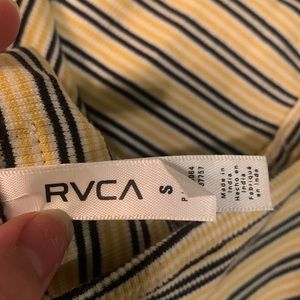 RVCA
S
Made in
India
Hecho en
India
Fabriqué
en Inde